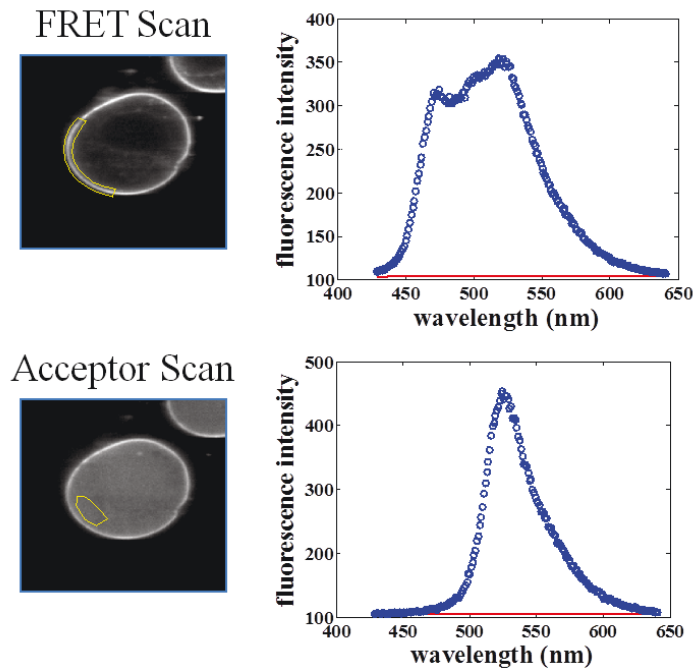 FRET Scan
fluorescence intensity
400
350
300
250
200
150
100
400 450 500 550 600 650
wavelength (nm)
Acceptor Scan
fluorescence intensity
500
400
300
200
100
400 450 500 550 600 650
wavelength (nm)